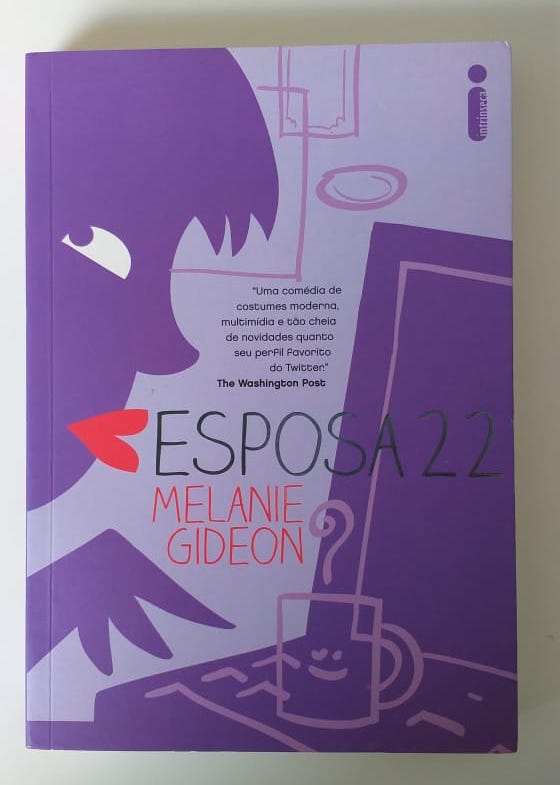 intrínseca
"Uma comédia de
costumes moderna,
multimídia e tão cheia
de novidades quanto
seu perfil favorito
do Twitter."
The Washington Post
ESPOSA 22
MELANIE
GIDEON